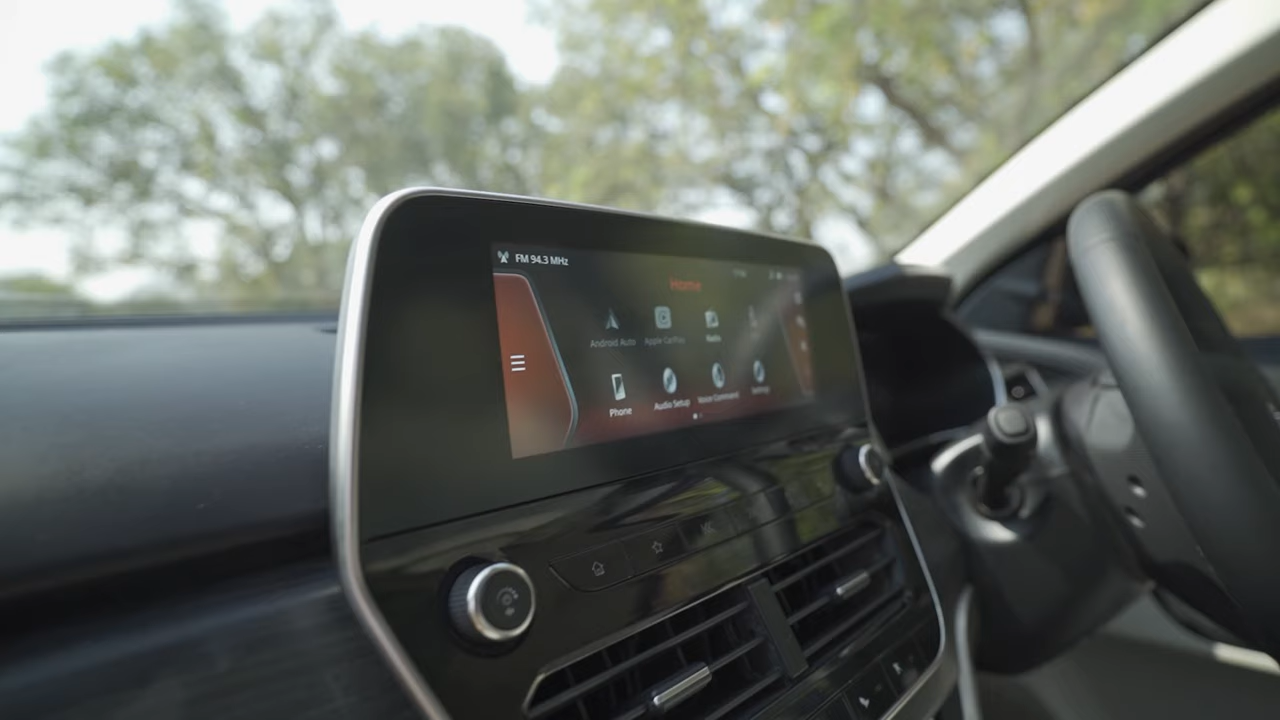 FM 94.3 MHz
Home
Android Auto
Apple CarPlay
Radio
Phone
Audio Setup
Voice Command
Settings